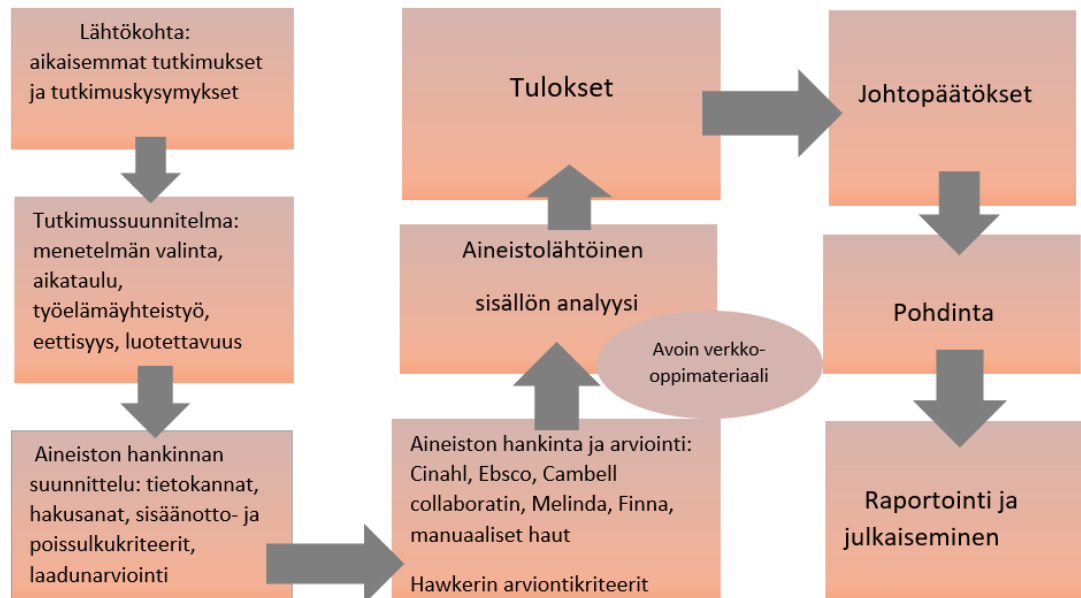 Lähtökohta:
aikaisemmat tutkimukset
ja tutkimuskysymykset
Tutkimussuunnitelma:
menetelmän valinta,
aikataulu,
työelämäyhteistyö,
eettisyys, luotettavuus
Aineiston hankinnan
suunnittelu: tietokannat,
hakusanat, sisäänotto- ja
poissulkukriteerit,
laadunarviointi
Aineiston hankinta ja arviointi:
Cinahl, Ebsco, Cambell
collaboratin, Melinda, Finna,
manuaaliset haut
Hawkerin arviontikriteerit
Aineistolähtöinen
sisällön analyysi
Avoin verkko-
oppimateriaali
Tulokset
Johtopäätökset
Pohdinta
Raportointi ja
julkaiseminen